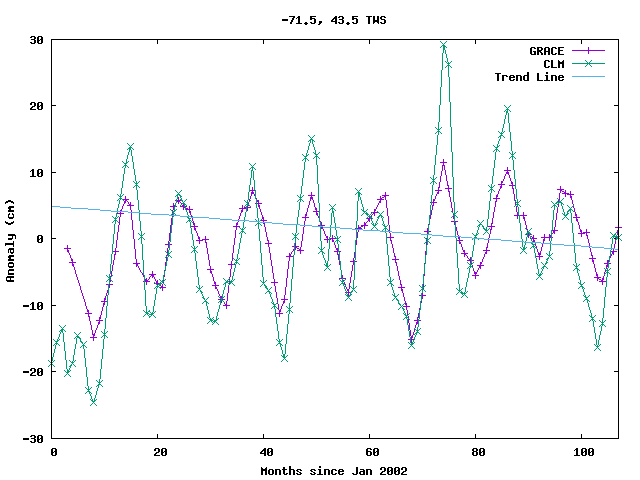 -71.5, 43.5 TWS
GRACE
CLM
Trend Line
30
20
10
0
-10
-20
-30
Anomaly (cm)
0 20 40 60 80 100
Months since Jan 2002